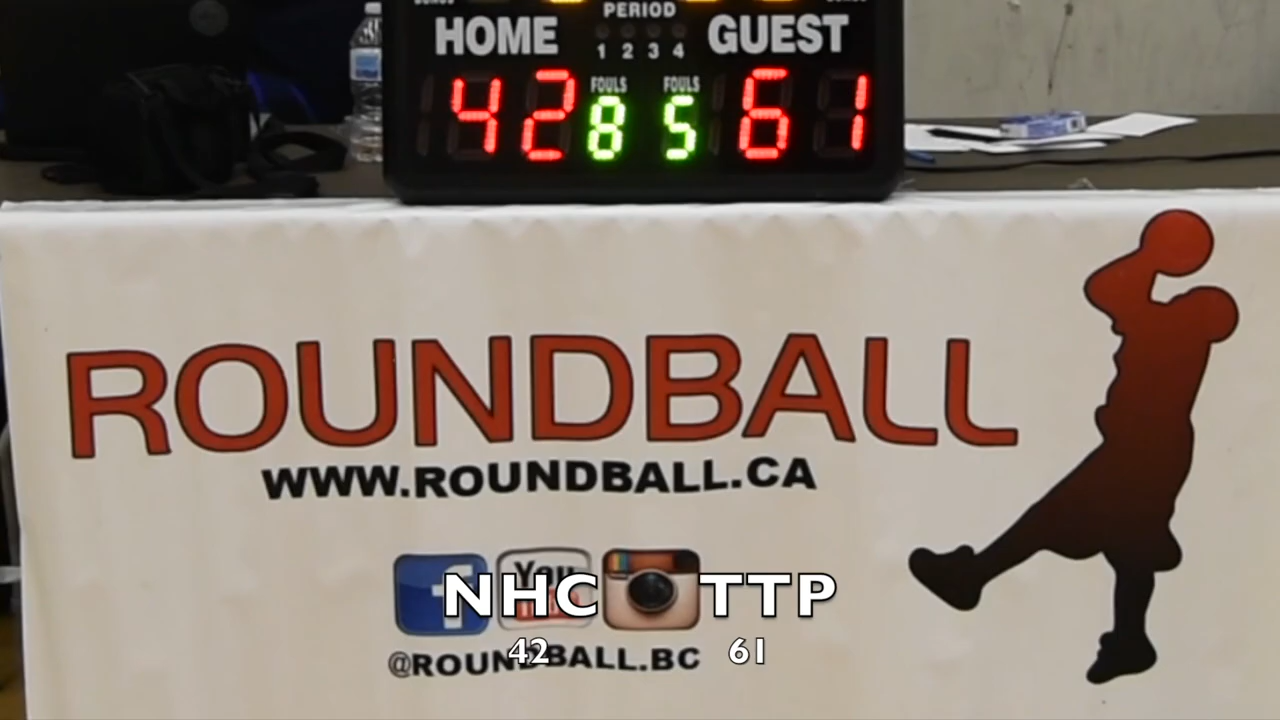 PERIOD
HOME GUEST
1 2 3 4
FOULS FOULS
42 8 5 61
ROUNDBALL
WWW.ROUNDBALL.CA
f You
NHC TTP
42 61
@ROUNDBALL.BC